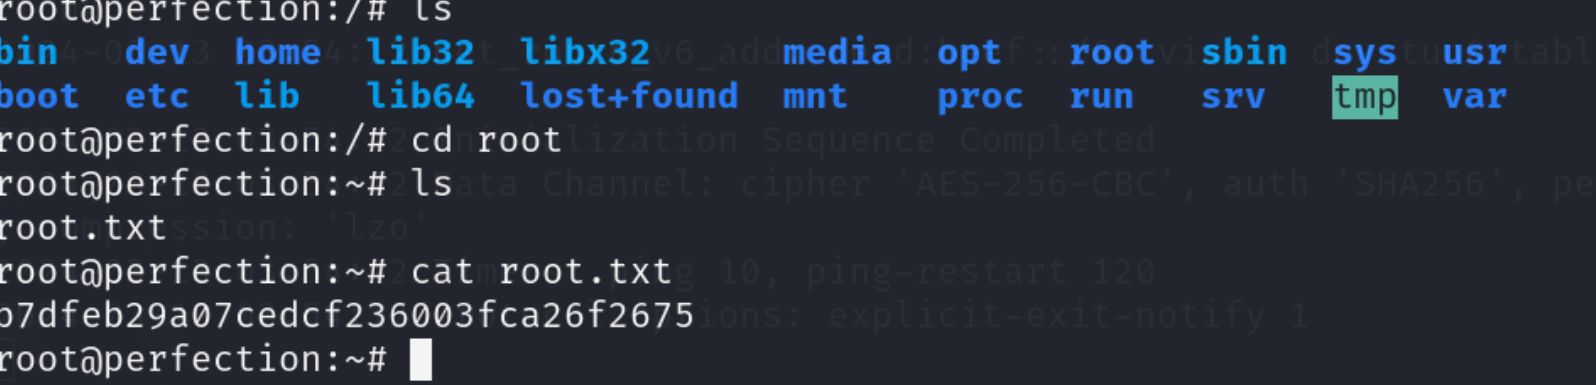 root@perfection:/# ls
bin dev home lib32 libx32 media opt root sbin sys usr
boot etc lib lib64 lost+found mnt proc run srv tmp var
root@perfection:/# cd root
root@perfection:~# ls
root.txt
root@perfection:~# cat root.txt
b7dfeb29a07cedcf236003fca26f2675
root@perfection:~#